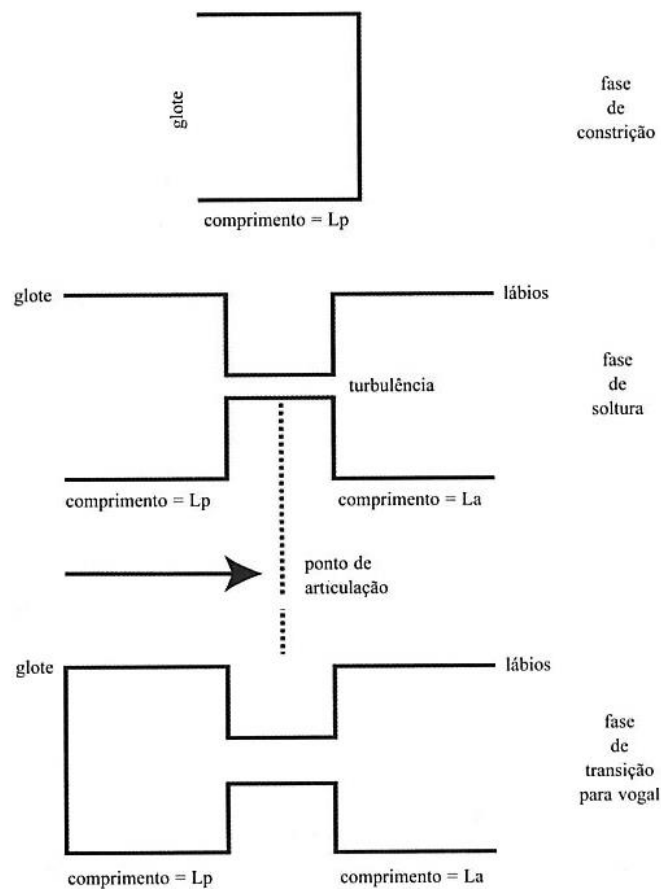 glote
fase
de
constrição
comprimento = Lp
glote
lábios
turbulência
fase
de
soltura
comprimento = Lp
comprimento = La
ponto de
articulação
glote
lábios
fase
de
transição
para vogal
comprimento = Lp
comprimento = La